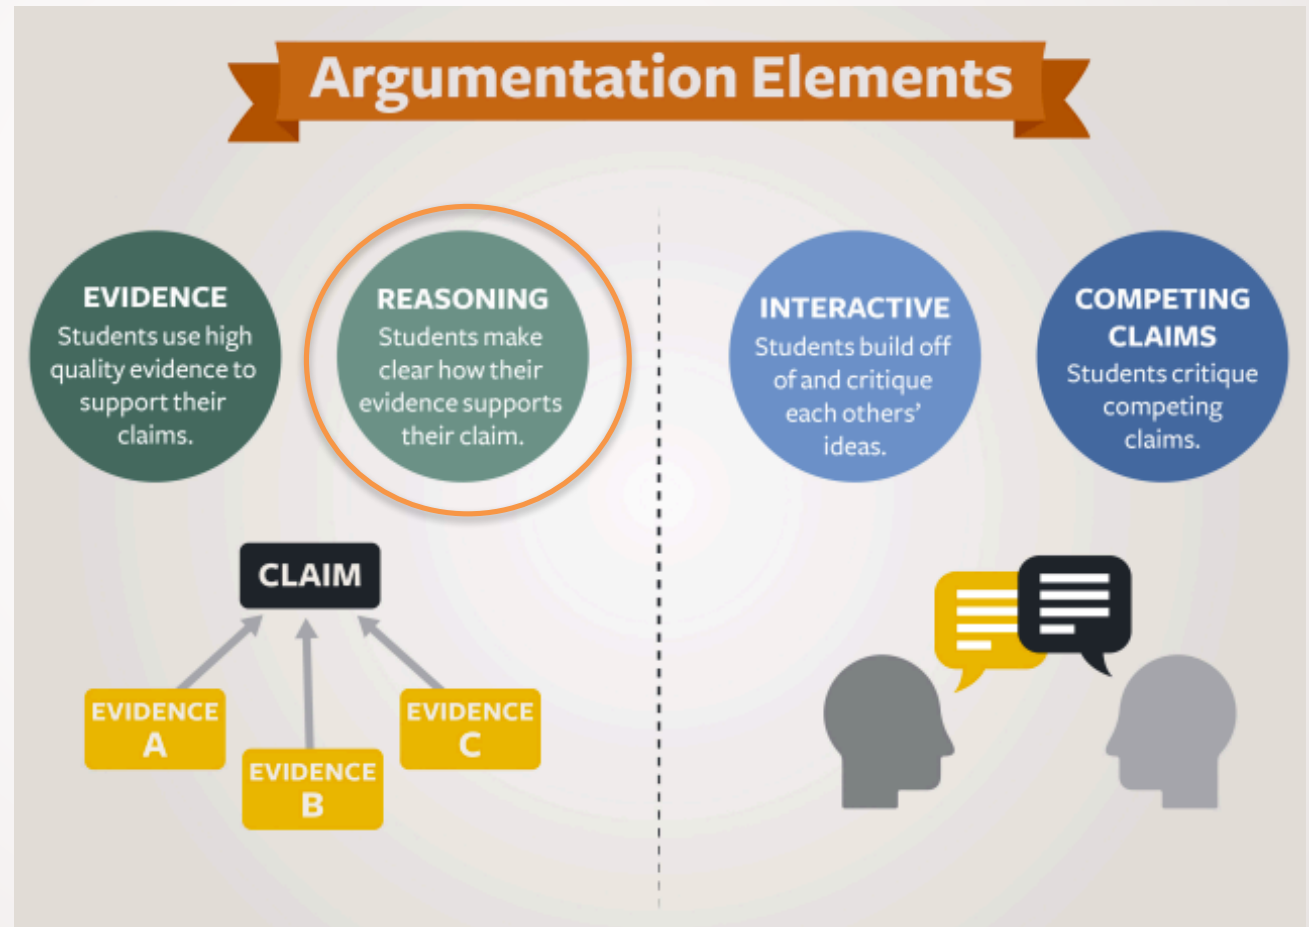 Argumentation Elements
EVIDENCE
Students use high
quality evidence to
support their
claims.
REASONING
Students make
clear how their
evidence supports
their claim.
INTERACTIVE
Students build off
of and critique
each others’
ideas.
COMPETING
CLAIMS
Students critique
competing
claims.
CLAIM
EVIDENCE
A
EVIDENCE
B
EVIDENCE
C